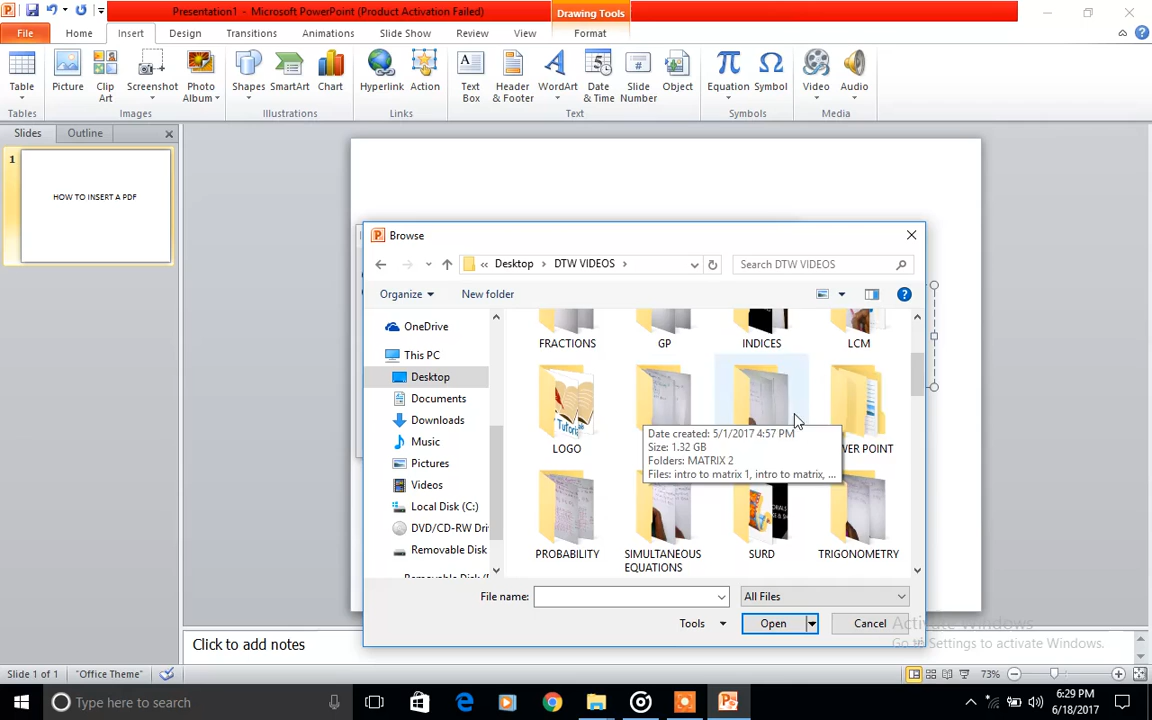 Presentation1 - Microsoft PowerPoint (Product Activation Failed)
Drawing Tools
File Home Insert Design Transitions Animations Slide Show Review View Format
Table Picture Clip Art Screenshot Photo Album Shapes SmartArt Chart Hyperlink Action Text Box Header & Footer WordArt Date & Time Slide Number Object Equation Symbol Video Audio
Tables Images Illustrations Links Text Symbols Media
Slides Outline
1
HOW TO INSERT A PDF
Browse
Desktop DTW VIDEOS
Search DTW VIDEOS
Organize New folder
OneDrive
This PC
Desktop
Documents
Downloads
Music
Pictures
Videos
Local Disk (C:)
DVD/CD-RW Dri
Removable Disk
FRACTIONS GP INDICES LCM
LOGO WER POINT
Date created: 5/1/2017 4:57 PM
Size: 1.32 GB
Folders: MATRIX 2
Files: intro to matrix 1, intro to matrix, ...
PROBABILITY SIMULTANEOUS EQUATIONS SURD TRIGONOMETRY
File name:
All Files
Tools Open Cancel
Activate Windows
Go to Settings to activate Windows.
Click to add notes
Slide 1 of 1 "Office Theme" 73%
Type here to search
6:29 PM
6/18/2017